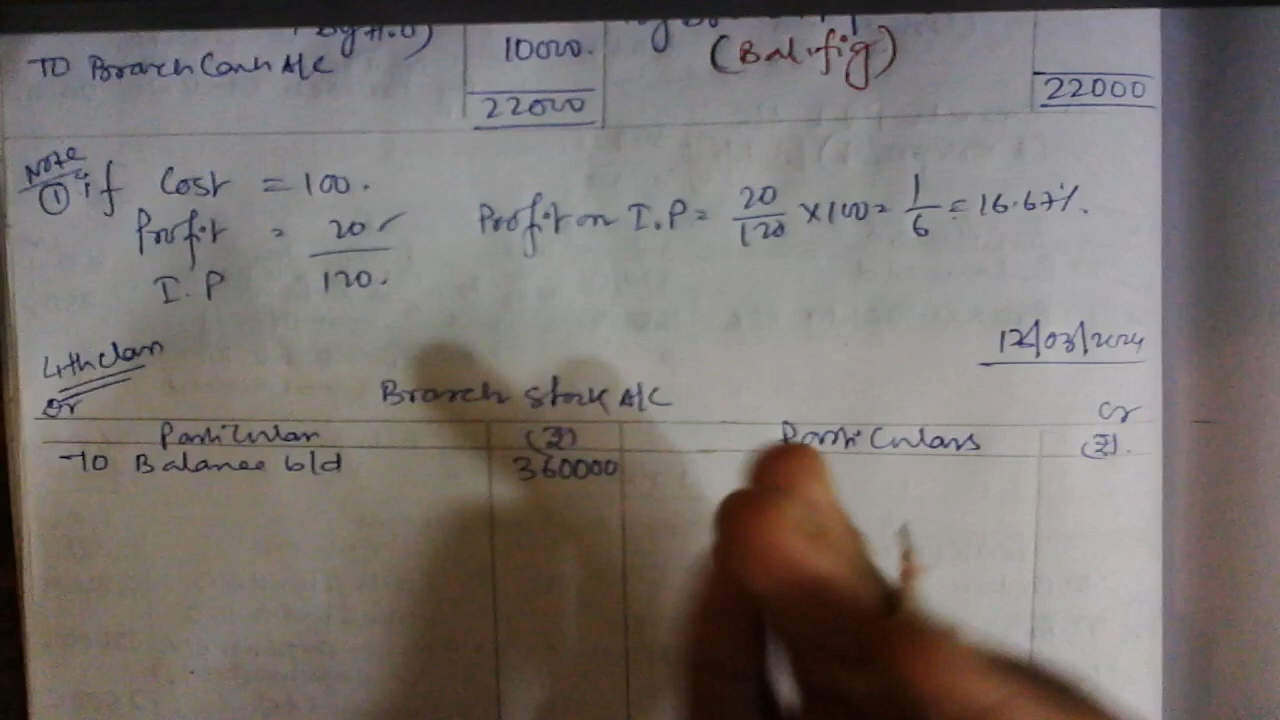 by H.O)
10000.
TO Branch Cash A/C
(Bal.fig)
22000
22000
Note
① if Cost = 100.
Profit = 20
I.P 120.
Profit on I.P = 20/120 × 100 = 1/6 = 16.67%.
12/03/2024
4th class
Dr Branch Stock A/C Cr
Particulars (₹) Particulars (₹).
TO Balance b/d 360000